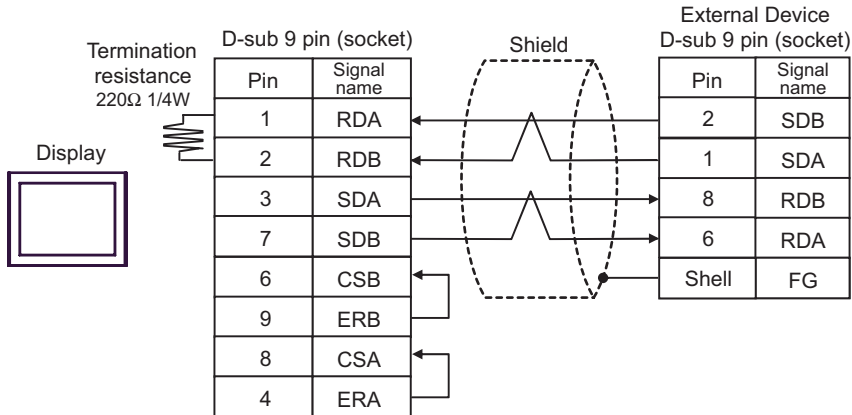 External Device
D-sub 9 pin (socket)
D-sub 9 pin (socket)
Shield
Termination
resistance
220Ω 1/4W
Display
Pin Signal name
1 RDA
2 RDB
3 SDA
7 SDB
6 CSB
9 ERB
8 CSA
4 ERA
Pin Signal name
2 SDB
1 SDA
8 RDB
6 RDA
Shell FG